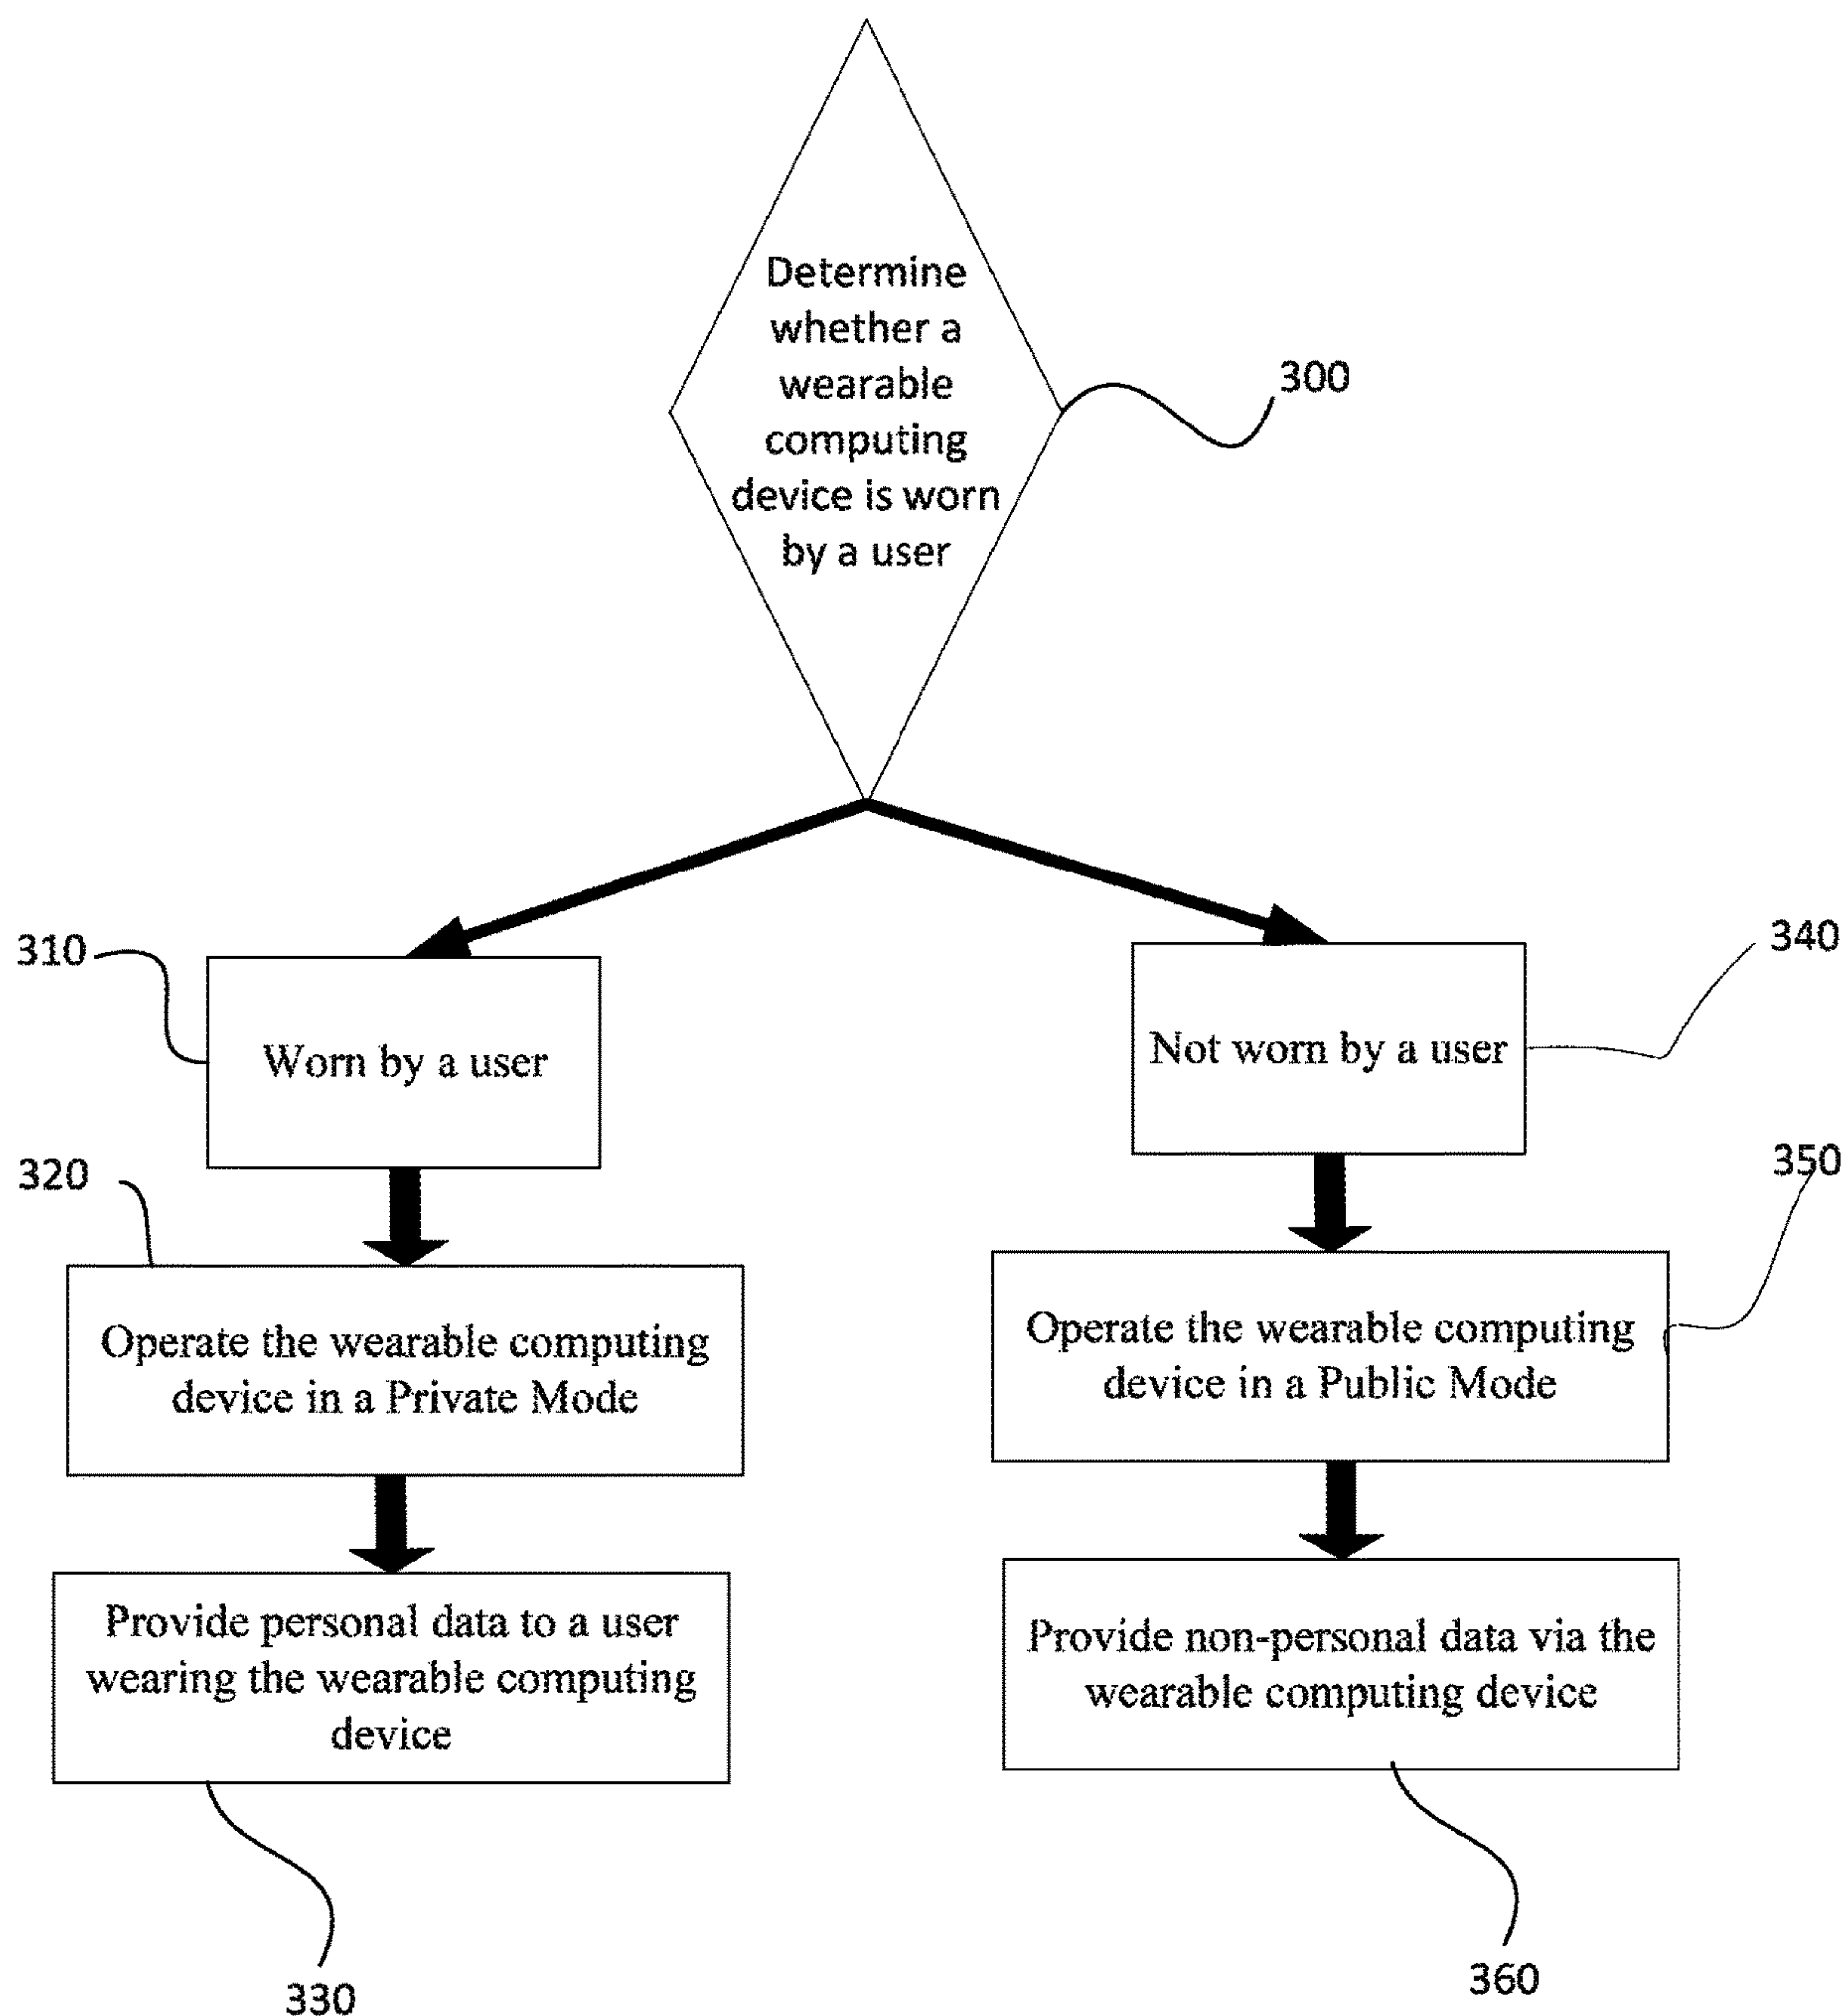 Determine
whether a
wearable
computing
device is worn
by a user
300
310
Worn by a user
340
Not worn by a user
320
Operate the wearable computing
device in a Private Mode
350
Operate the wearable computing
device in a Public Mode
Provide personal data to a user
wearing the wearable computing
device
330
Provide non-personal data via the
wearable computing device
360